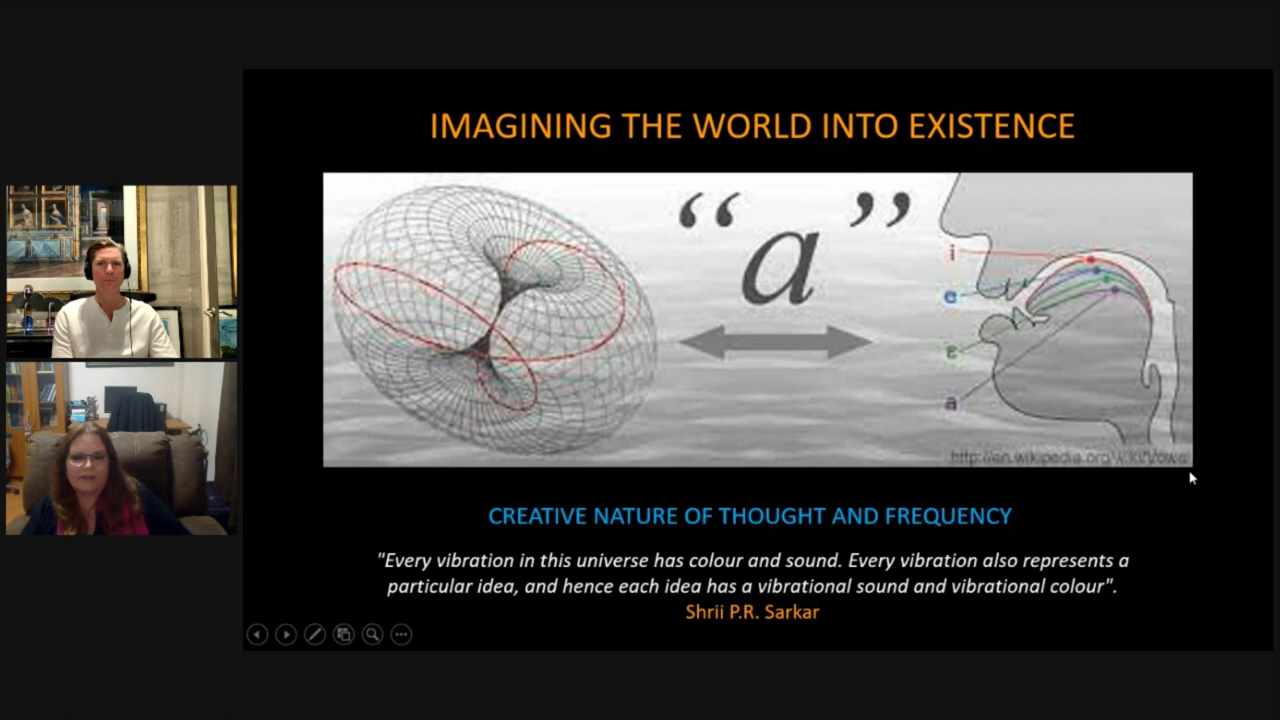 IMAGINING THE WORLD INTO EXISTENCE
“a”
i
e
ε
a
http://en.wikipedia.org/wiki/Vowel
CREATIVE NATURE OF THOUGHT AND FREQUENCY
"Every vibration in this universe has colour and sound. Every vibration also represents a
particular idea, and hence each idea has a vibrational sound and vibrational colour".
Shrii P.R. Sarkar